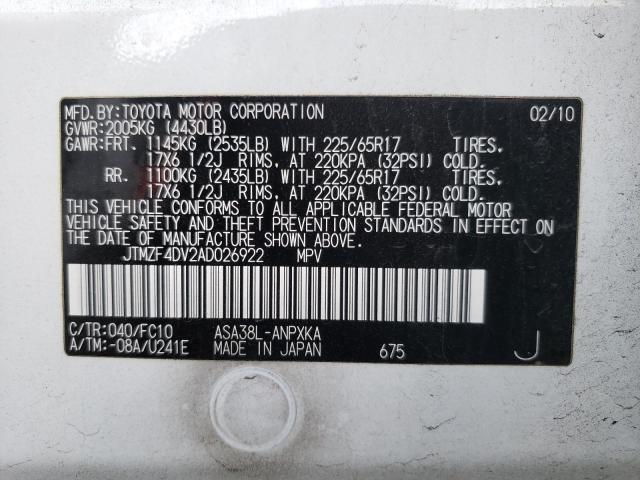 MFD.BY:TOYOTA MOTOR CORPORATION 02/10
GVWR:2005KG (4430LB)
GAWR:FRT. 1145KG (2535LB) WITH 225/65R17 TIRES,
17X6 1/2J RIMS, AT 220KPA (32PSI) COLD.
RR. 1100KG (2435LB) WITH 225/65R17 TIRES,
17X6 1/2J RIMS, AT 220KPA (32PSI) COLD.
THIS VEHICLE CONFORMS TO ALL APPLICABLE FEDERAL MOTOR
VEHICLE SAFETY AND THEFT PREVENTION STANDARDS IN EFFECT ON
THE DATE OF MANUFACTURE SHOWN ABOVE.
JTMZF4DV2AD026922 MPV
C/TR:040/FC10 ASA38L-ANPXKA
A/TM:-08A/U241E MADE IN JAPAN 675 J